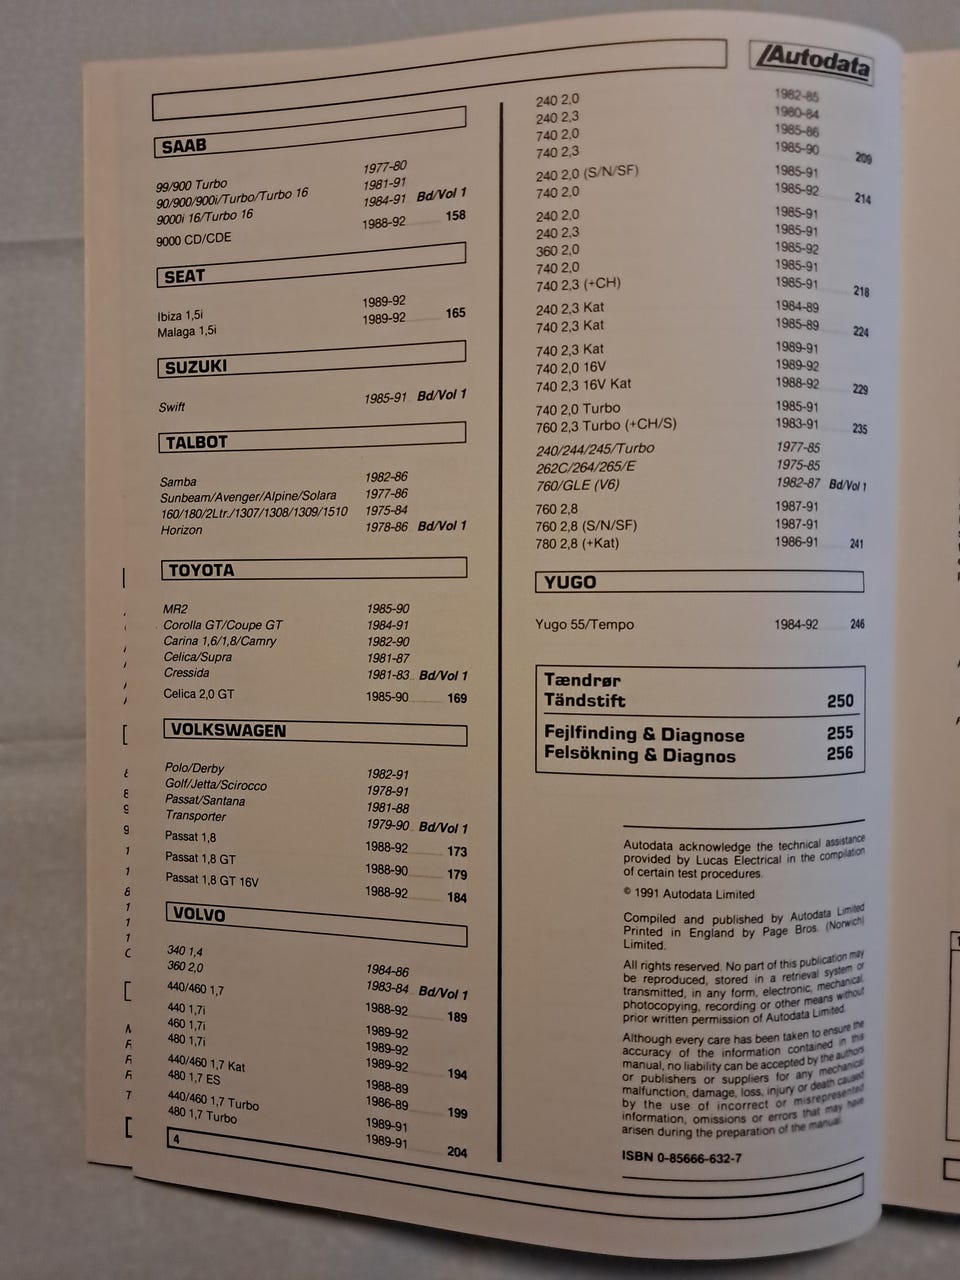 Autodata
SAAB
99/900 Turbo 1977-80
90/900/900i/Turbo/Turbo 16 1981-91
9000i 16/Turbo 16 1984-91 Bd/Vol 1
9000 CD/CDE 1988-92 158
SEAT
Ibiza 1,5i 1989-92
Malaga 1,5i 1989-92 165
SUZUKI
Swift 1985-91 Bd/Vol 1
TALBOT
Samba 1982-86
Sunbeam/Avenger/Alpine/Solara 1977-86
160/180/2Ltr./1307/1308/1309/1510 1975-84
Horizon 1978-86 Bd/Vol 1
TOYOTA
MR2 1985-90
Corolla GT/Coupe GT 1984-91
Carina 1,6/1,8/Camry 1982-90
Celica/Supra 1981-87
Cressida 1981-83 Bd/Vol 1
Celica 2,0 GT 1985-90 169
VOLKSWAGEN
Polo/Derby 1982-91
Golf/Jetta/Scirocco 1978-91
Passat/Santana 1981-88
Transporter 1979-90 Bd/Vol 1
Passat 1,8 1988-92 173
Passat 1,8 GT 1988-90 179
Passat 1,8 GT 16V 1988-92 184
VOLVO
340 1,4 1984-86
360 2,0 1983-84 Bd/Vol 1
440/460 1,7 1988-92 189
440 1,7i 1989-92
460 1,7i 1989-92
480 1,7i 1989-92 194
440/460 1,7 Kat 1988-89
480 1,7 ES 1986-89 199
440/460 1,7 Turbo 1989-91
480 1,7 Turbo 1989-91 204
4
240 2,0 1982-85
240 2,3 1980-84
740 2,0 1985-86
740 2,3 1985-90 209
240 2,0 (S/N/SF) 1985-91
740 2,0 1985-92 214
240 2,0 1985-91
240 2,3 1985-91
360 2,0 1985-92
740 2,0 1985-91
740 2,3 (+CH) 1985-91 218
240 2,3 Kat 1984-89
740 2,3 Kat 1985-89 224
740 2,3 Kat 1989-91
740 2,0 16V 1989-92
740 2,3 16V Kat 1988-92 229
740 2,0 Turbo 1985-91
760 2,3 Turbo (+CH/S) 1983-91 235
240/244/245/Turbo 1977-85
262C/264/265/E 1975-85
760/GLE (V6) 1982-87 Bd/Vol 1
760 2,8 1987-91
760 2,8 (S/N/SF) 1987-91
780 2,8 (+Kat) 1986-91 241
YUGO
Yugo 55/Tempo 1984-92 246
Tændrør
Tändstift 250
Fejlfinding & Diagnose 255
Felsökning & Diagnos 256
Autodata acknowledge the technical assistance
provided by Lucas Electrical in the compilation
of certain test procedures.
© 1991 Autodata Limited
Compiled and published by Autodata Limited
Printed in England by Page Bros. (Norwich)
Limited.
All rights reserved. No part of this publication may
be reproduced, stored in a retrieval system or
transmitted, in any form, electronic, mechanical,
photocopying, recording or other means without
prior written permission of Autodata Limited.
Although every care has been taken to ensure the
accuracy of the information contained in this
manual, no liability can be accepted by the authors
or publishers or suppliers for any mechanical
malfunction, damage, loss, injury or death caused
by the use of incorrect or misrepresented
information, omissions or errors that may have
arisen during the preparation of the manual.
ISBN 0-85666-632-7